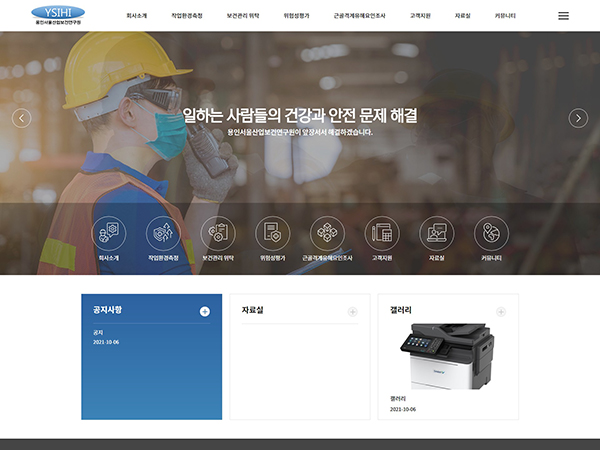 YSIHI
용인서울산업보건연구원
회사소개 작업환경측정 보건관리 위탁 위험성평가 근골격계유해요인조사 고객지원 자료실 커뮤니티
일하는 사람들의 건강과 안전 문제 해결
용인서울산업보건연구원이 앞장서서 해결하겠습니다.
회사소개 작업환경측정 보건관리 위탁 위험성평가 근골격계유해요인조사 고객지원 자료실 커뮤니티
공지사항
공지
2021-10-06
자료실
갤러리
갤러리
2021-10-06